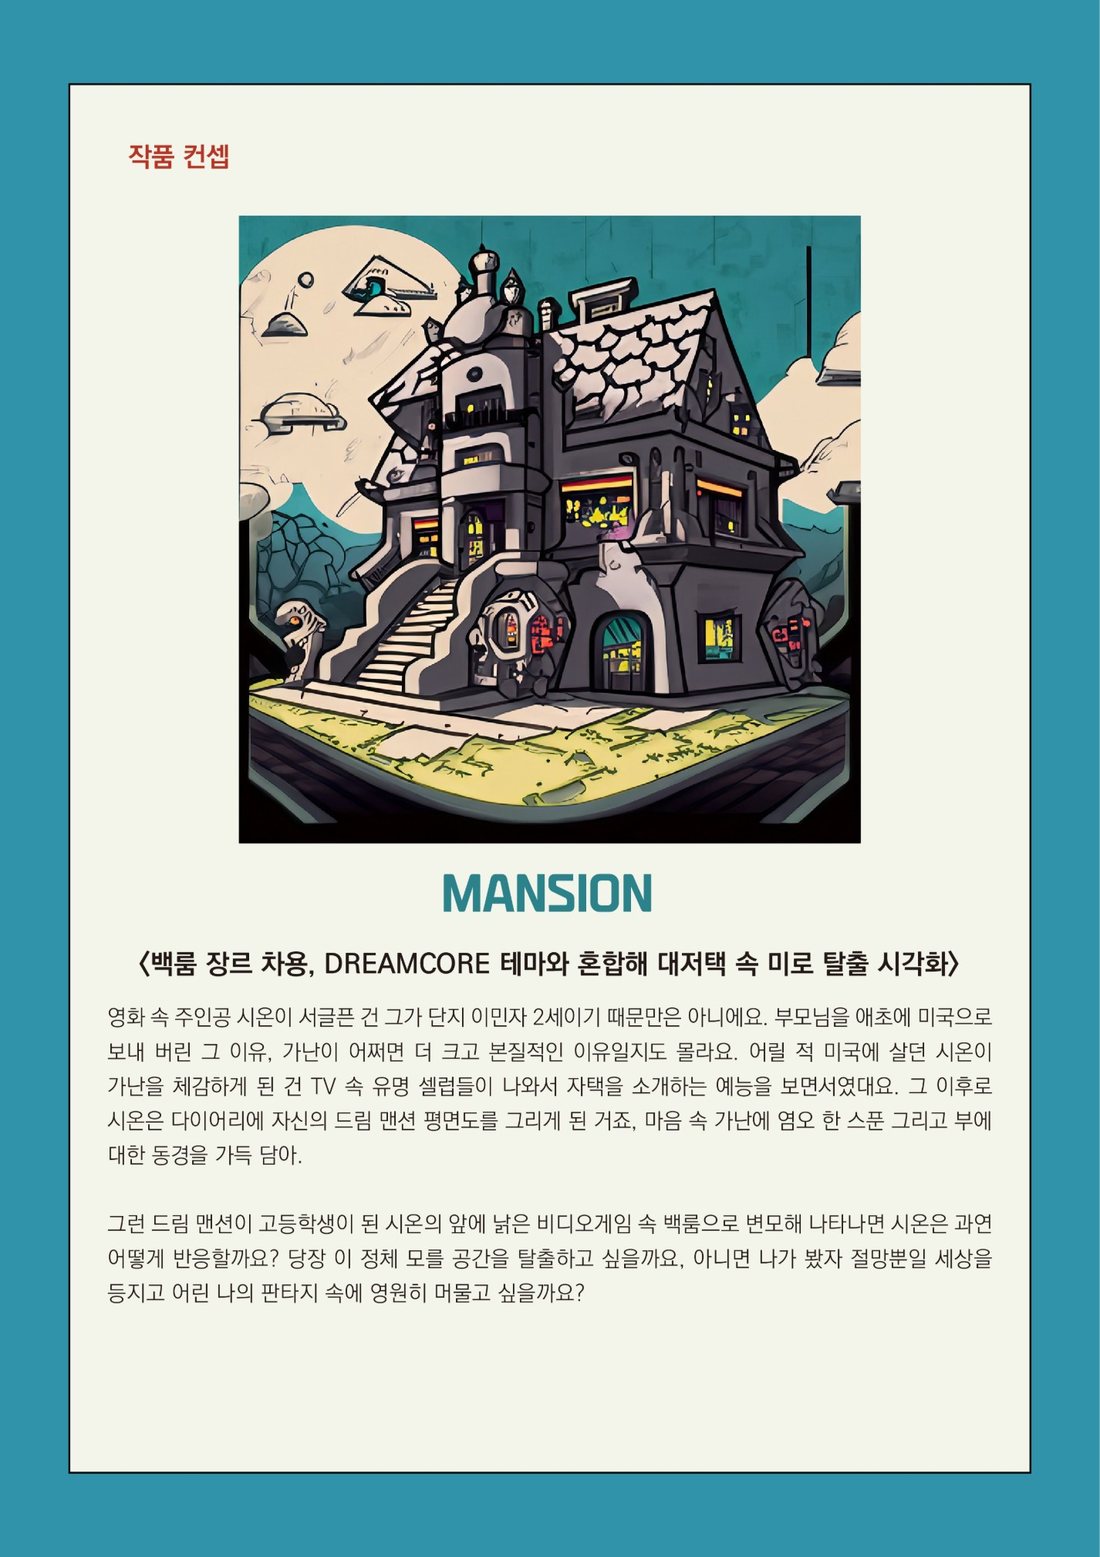 작품 컨셉
MANSION
<백룸 장르 차용, DREAMCORE 테마와 혼합해 대저택 속 미로 탈출 시각화>
영화 속 주인공 시온이 서글픈 건 그가 단지 이민자 2세이기 때문만은 아니에요. 부모님을 애초에 미국으로
보내 버린 그 이유, 가난이 어쩌면 더 크고 본질적인 이유일지도 몰라요. 어릴 적 미국에 살던 시온이
가난을 체감하게 된 건 TV 속 유명 셀럽들이 나와서 자택을 소개하는 예능을 보면서였대요. 그 이후로
시온은 다이어리에 자신의 드림 맨션 평면도를 그리게 된 거죠, 마음 속 가난에 염오 한 스푼 그리고 부에
대한 동경을 가득 담아.
그런 드림 맨션이 고등학생이 된 시온의 앞에 낡은 비디오게임 속 백룸으로 변모해 나타나면 시온은 과연
어떻게 반응할까요? 당장 이 정체 모를 공간을 탈출하고 싶을까요, 아니면 나가 봤자 절망뿐일 세상을
등지고 어린 나의 판타지 속에 영원히 머물고 싶을까요?